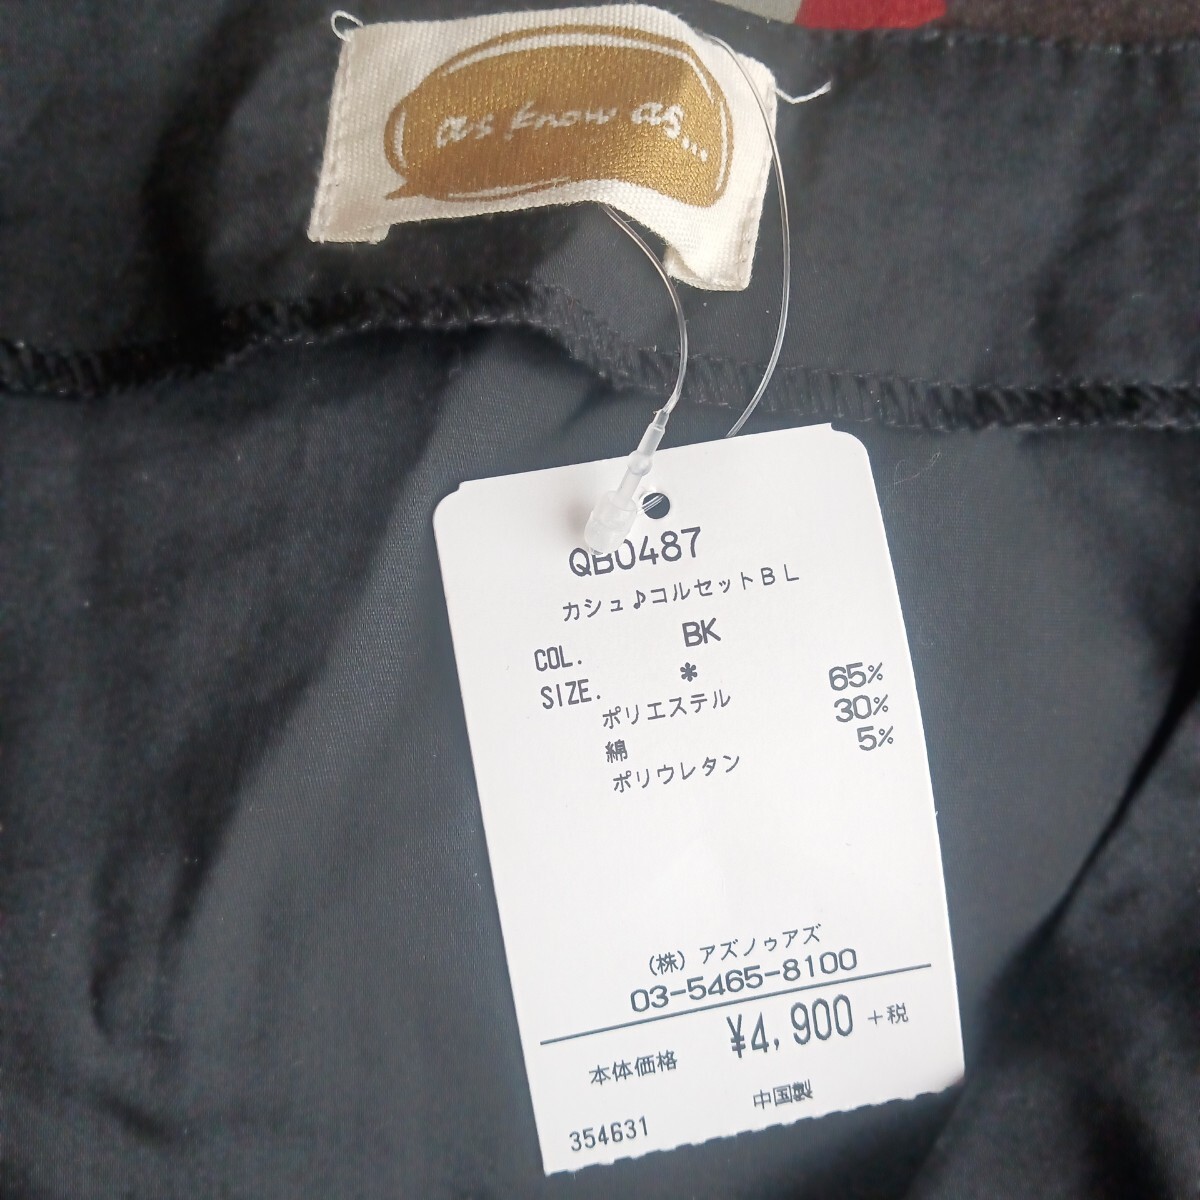 as know as...
QB0487
カシュ♪コルセットＢＬ
COL. BK
SIZE. *
ポリエステル 65%
綿 30%
ポリウレタン 5%
(株) アズノゥアズ
03-5465-8100
本体価格 ¥4,900 +税
中国製
354631